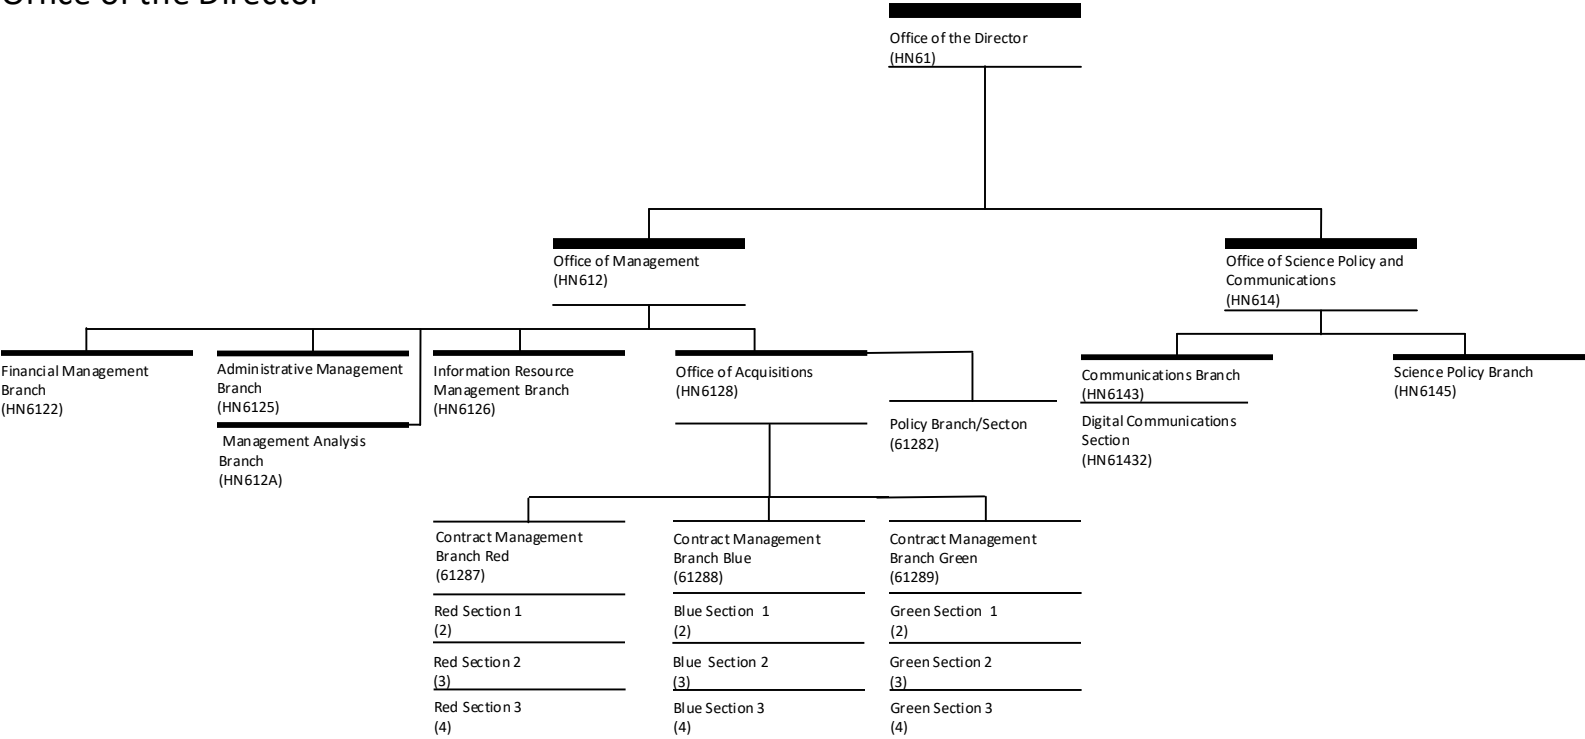 Office of the Director
Office of the Director
(HN61)
Office of Management
(HN612)
Office of Science Policy and
Communications
(HN614)
Financial Management
Branch
(HN6122)
Administrative Management
Branch
(HN6125)
Management Analysis
Branch
(HN612A)
Information Resource
Management Branch
(HN6126)
Office of Acquisitions
(HN6128)
Policy Branch/Secton
(61282)
Communications Branch
(HN6143)
Digital Communications
Section
(HN61432)
Science Policy Branch
(HN6145)
Contract Management
Branch Red
(61287)
Red Section 1
(2)
Red Section 2
(3)
Red Section 3
(4)
Contract Management
Branch Blue
(61288)
Blue Section 1
(2)
Blue Section 2
(3)
Blue Section 3
(4)
Contract Management
Branch Green
(61289)
Green Section 1
(2)
Green Section 2
(3)
Green Section 3
(4)